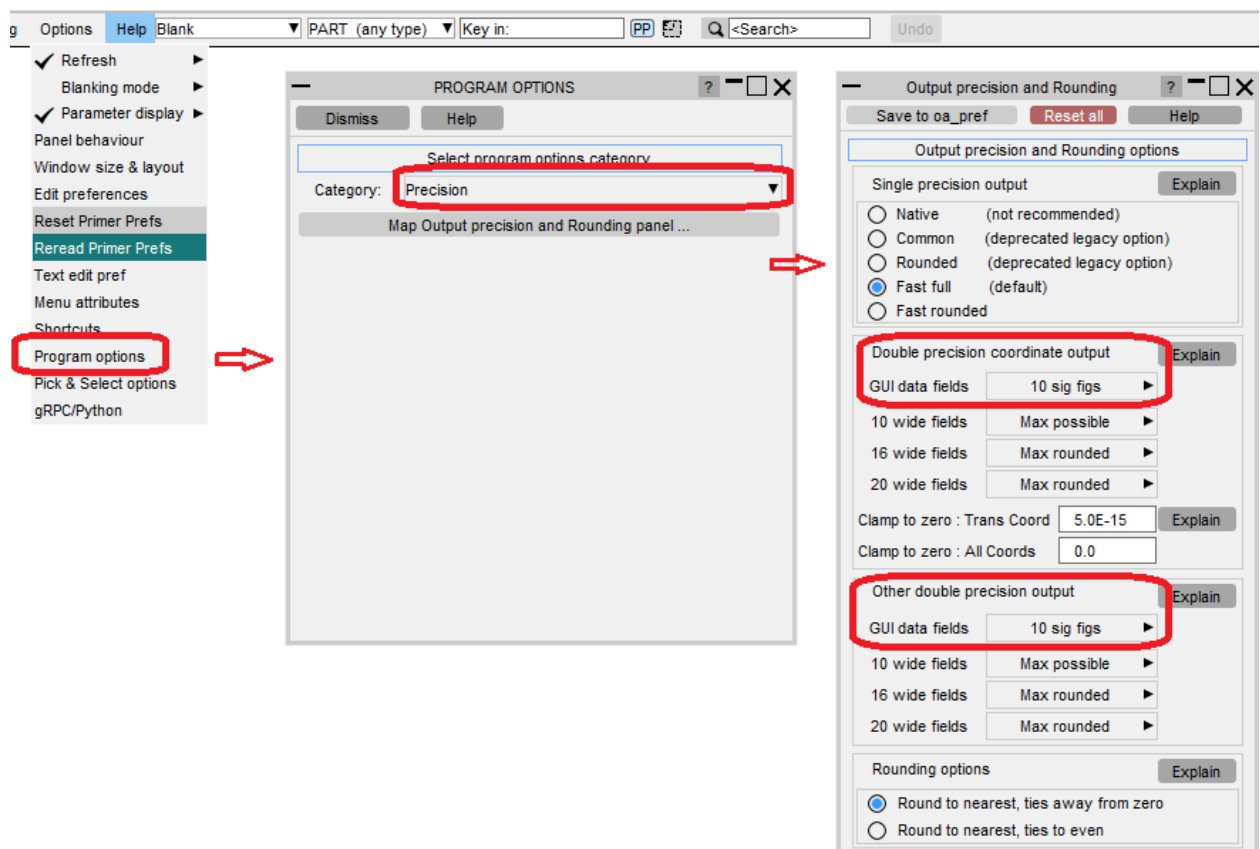 g Options Help Blank PART (any type) Key in: PP <Search> Undo
Refresh
Blanking mode
Parameter display
Panel behaviour
Window size & layout
Edit preferences
Reset Primer Prefs
Reread Primer Prefs
Text edit pref
Menu attributes
Shortcuts
Program options
Pick & Select options
gRPC/Python
PROGRAM OPTIONS ?
Dismiss Help
Select program options category
Category: Precision
Map Output precision and Rounding panel ...
Output precision and Rounding ?
Save to oa_pref Reset all Help
Output precision and Rounding options
Single precision output Explain
Native (not recommended)
Common (deprecated legacy option)
Rounded (deprecated legacy option)
Fast full (default)
Fast rounded
Double precision coordinate output Explain
GUI data fields 10 sig figs
10 wide fields Max possible
16 wide fields Max rounded
20 wide fields Max rounded
Clamp to zero : Trans Coord 5.0E-15 Explain
Clamp to zero : All Coords 0.0
Other double precision output Explain
GUI data fields 10 sig figs
10 wide fields Max possible
16 wide fields Max rounded
20 wide fields Max rounded
Rounding options Explain
Round to nearest, ties away from zero
Round to nearest, ties to even